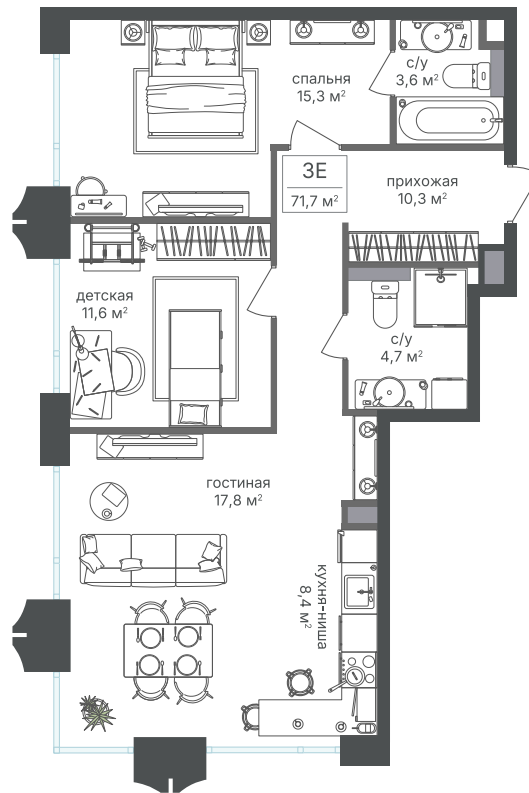 спальня
15,3 м²
с/у
3,6 м²
3Е
71,7 м²
прихожая
10,3 м²
детская
11,6 м²
с/у
4,7 м²
гостиная
17,8 м²
кухня-ниша
8,4 м²